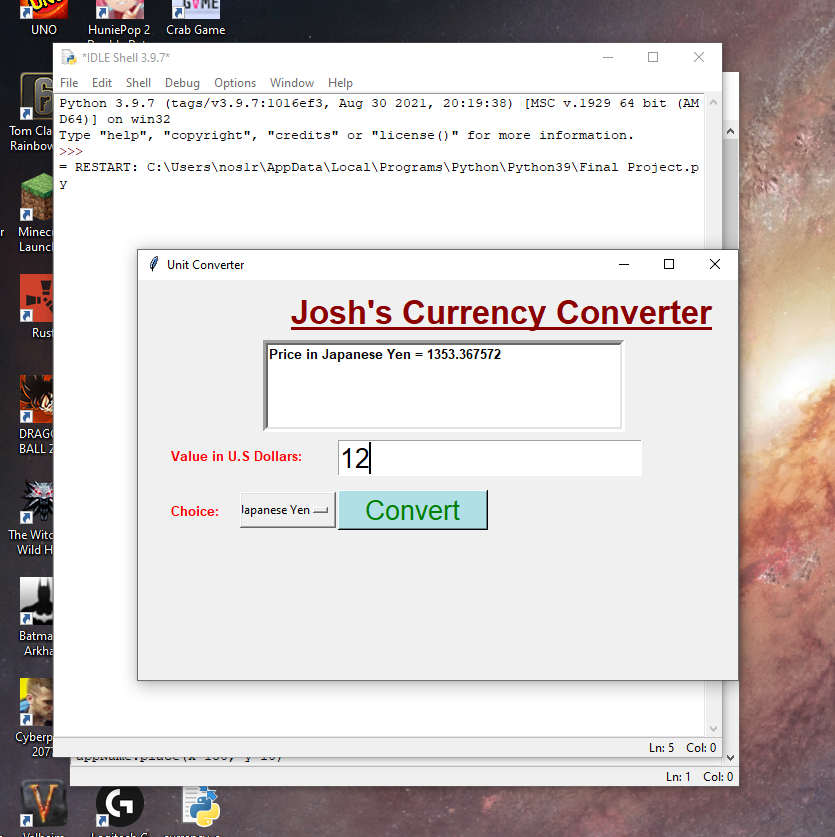 UNO
HuniePop 2
Crab Game
*IDLE Shell 3.9.7*
File Edit Shell Debug Options Window Help
Python 3.9.7 (tags/v3.9.7:1016ef3, Aug 30 2021, 20:19:38) [MSC v.1929 64 bit (AM
D64)] on win32
Type "help", "copyright", "credits" or "license()" for more information.
>>>
= RESTART: C:\Users\nos1r\AppData\Local\Programs\Python\Python39\Final Project.p
y
Tom Cla
Rainbow
Minec
Launc
Rus
DRAG
BALL Z
The Witc
Wild H
Batma
Arkha
Cyberp
207
Unit Converter
Josh's Currency Converter
Price in Japanese Yen = 1353.367572
Value in U.S Dollars: 12
Choice: Japanese Yen Convert
Ln: 5 Col: 0
Ln: 1 Col: 0